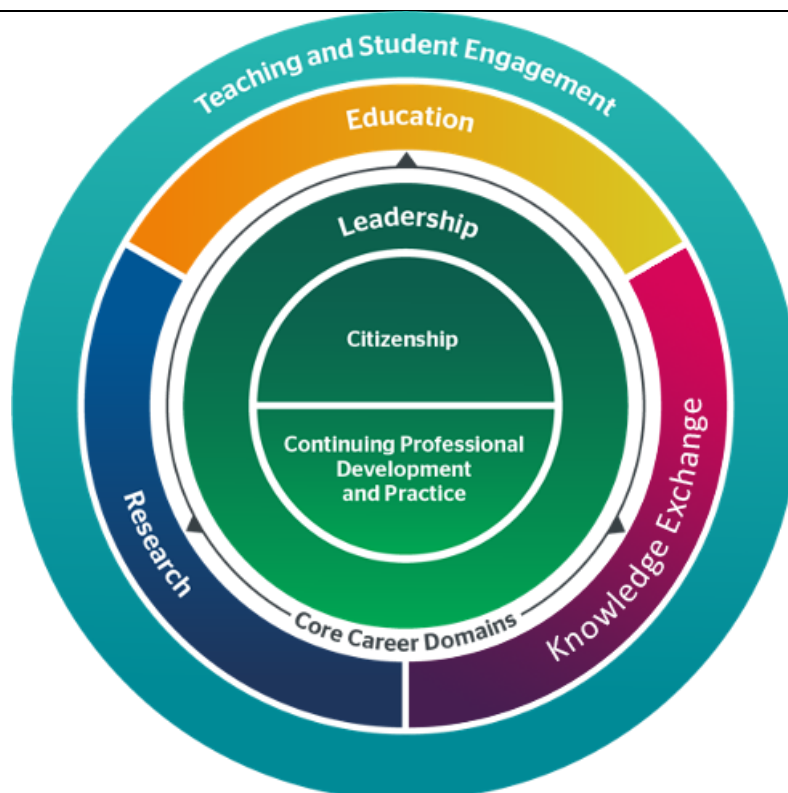 Teaching and Student Engagement
Education
Leadership
Citizenship
Continuing Professional
Development
and Practice
Research
Knowledge Exchange
Core Career Domains